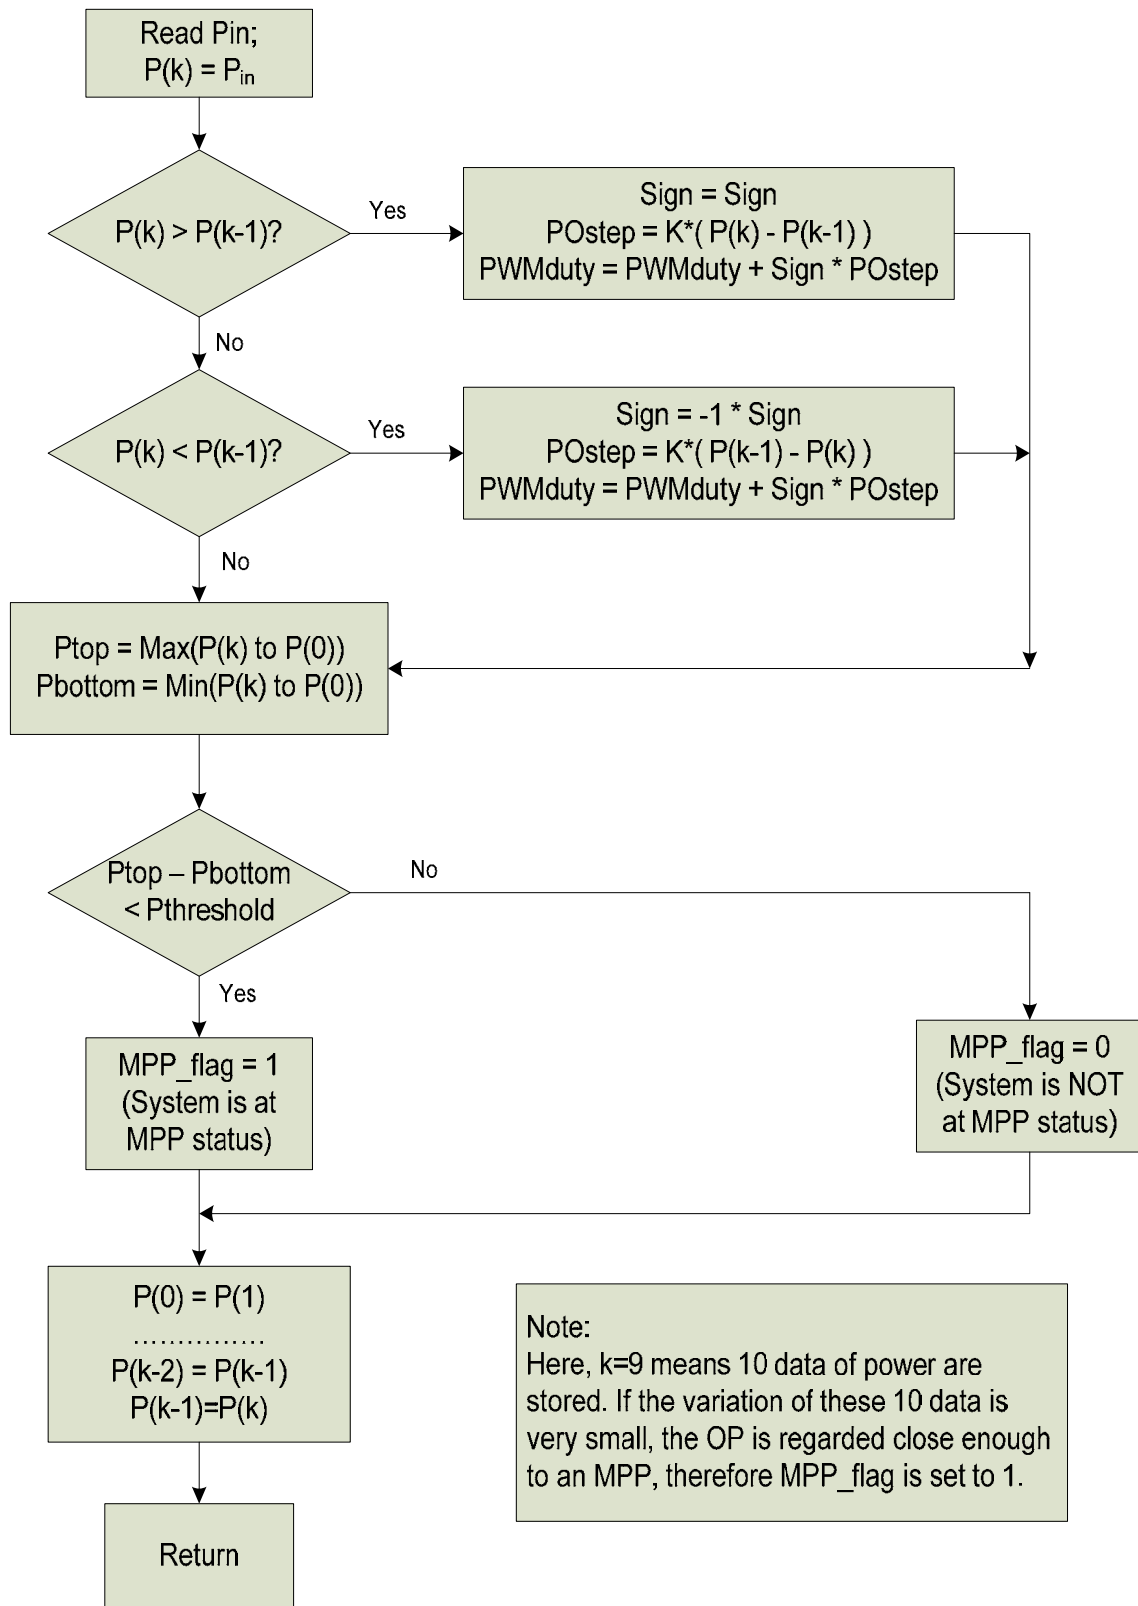 Read Pin;
P(k) = Pin
P(k) > P(k-1)?
Yes
Sign = Sign
POstep = K*( P(k) - P(k-1) )
PWMduty = PWMduty + Sign * POstep
No
P(k) < P(k-1)?
Yes
Sign = -1 * Sign
POstep = K*( P(k-1) - P(k) )
PWMduty = PWMduty + Sign * POstep
No
Ptop = Max(P(k) to P(0))
Pbottom = Min(P(k) to P(0))
Ptop – Pbottom
< Pthreshold
No
Yes
MPP_flag = 1
(System is at
MPP status)
MPP_flag = 0
(System is NOT
at MPP status)
P(0) = P(1)
……………
P(k-2) = P(k-1)
P(k-1)=P(k)
Note:
Here, k=9 means 10 data of power are
stored. If the variation of these 10 data is
very small, the OP is regarded close enough
to an MPP, therefore MPP_flag is set to 1.
Return